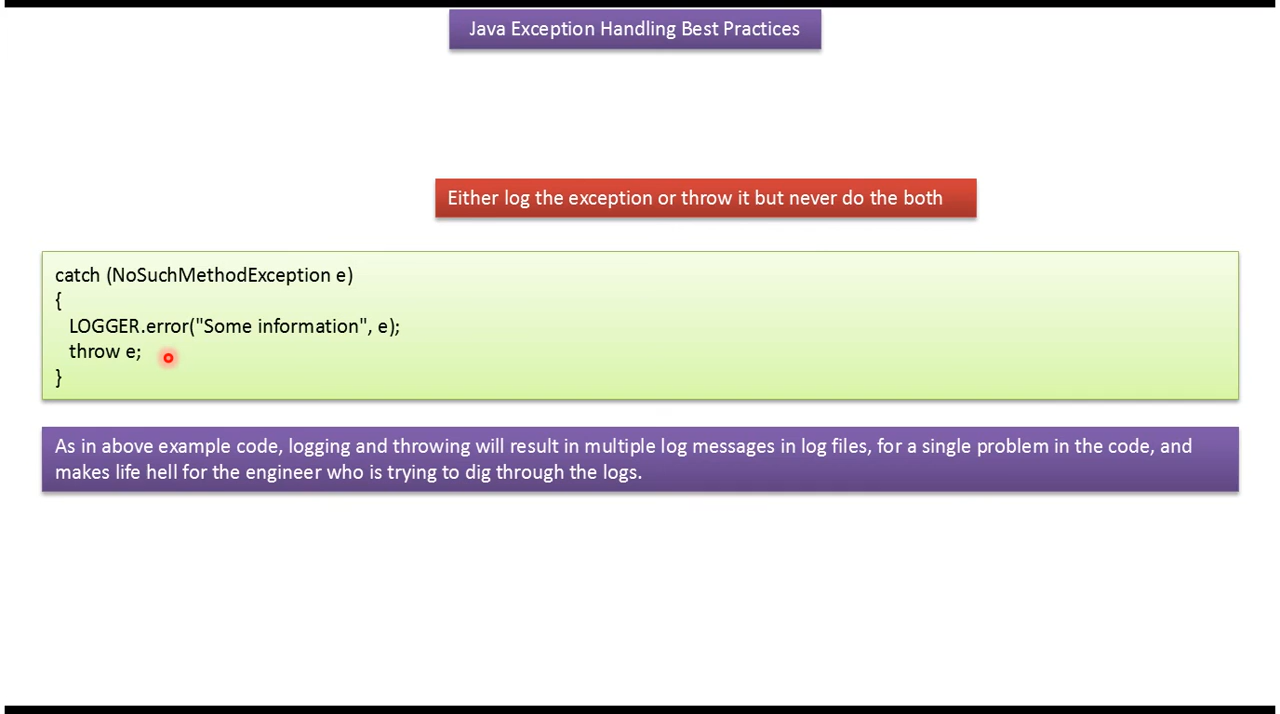 Java Exception Handling Best Practices
Either log the exception or throw it but never do the both
catch (NoSuchMethodException e)
{
LOGGER.error("Some information", e);
throw e;
}
As in above example code, logging and throwing will result in multiple log messages in log files, for a single problem in the code, and
makes life hell for the engineer who is trying to dig through the logs.